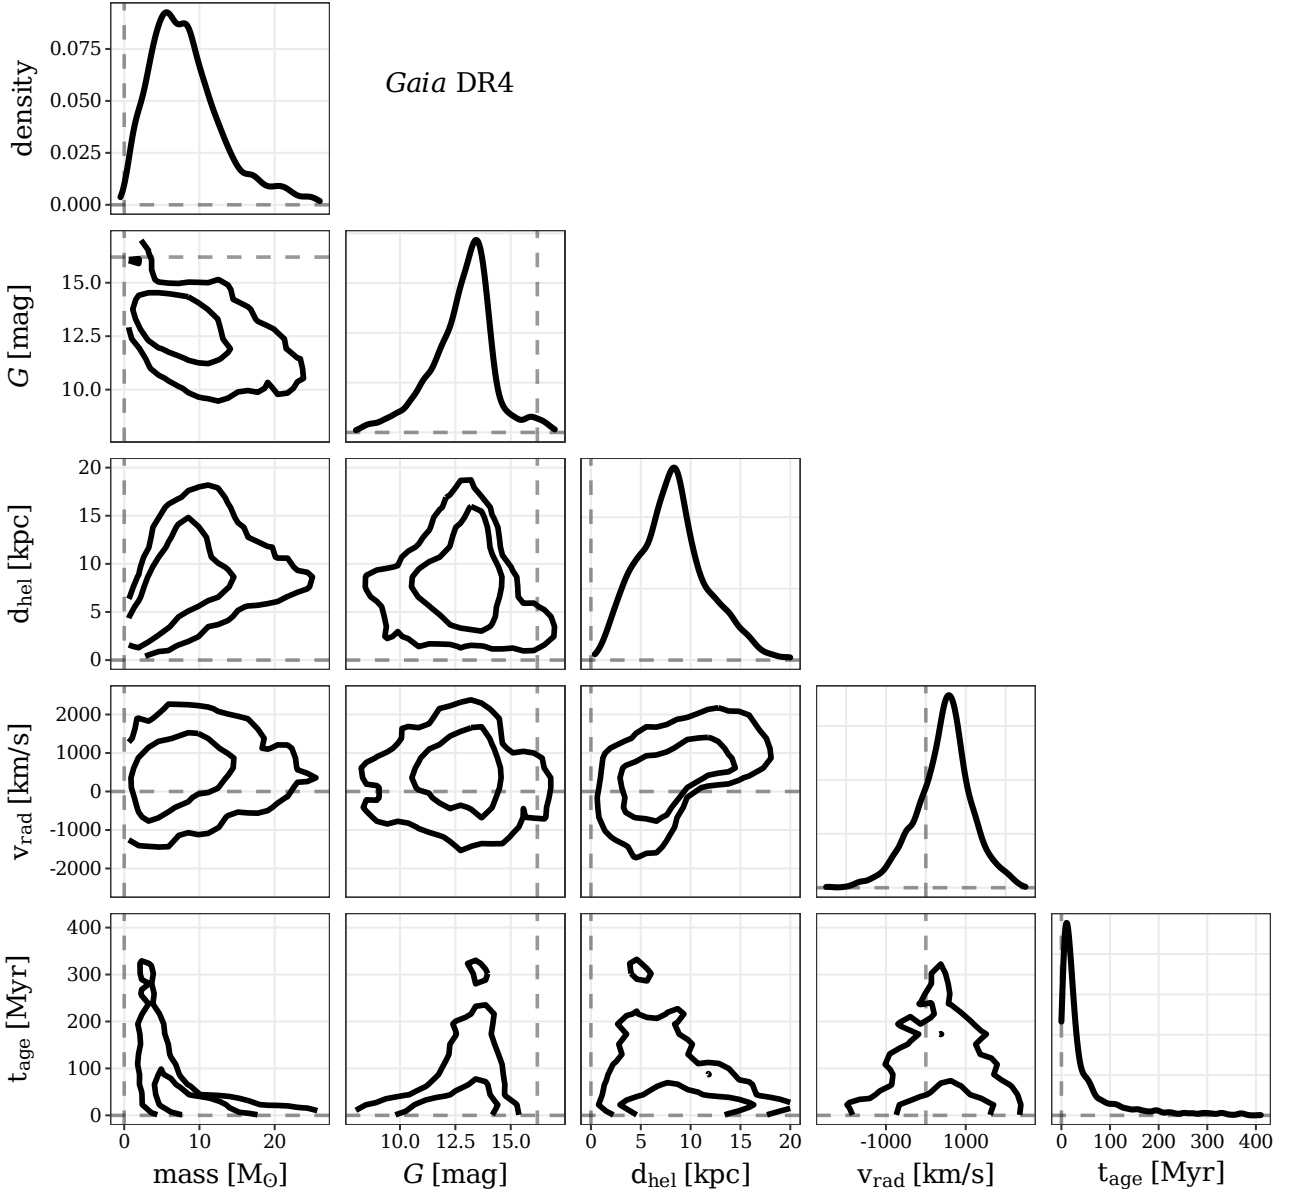 density
0.075
0.050
0.025
0.000
Gaia DR4
G [mag]
15.0
12.5
10.0
d_hel [kpc]
20
15
10
5
0
v_rad [km/s]
2000
1000
0
-1000
-2000
t_age [Myr]
400
300
200
100
0
0 10 20
10.0 12.5 15.0
0 5 10 15 20
-1000 1000
0 100 200 300 400
mass [M⊙]
G [mag]
d_hel [kpc]
v_rad [km/s]
t_age [Myr]